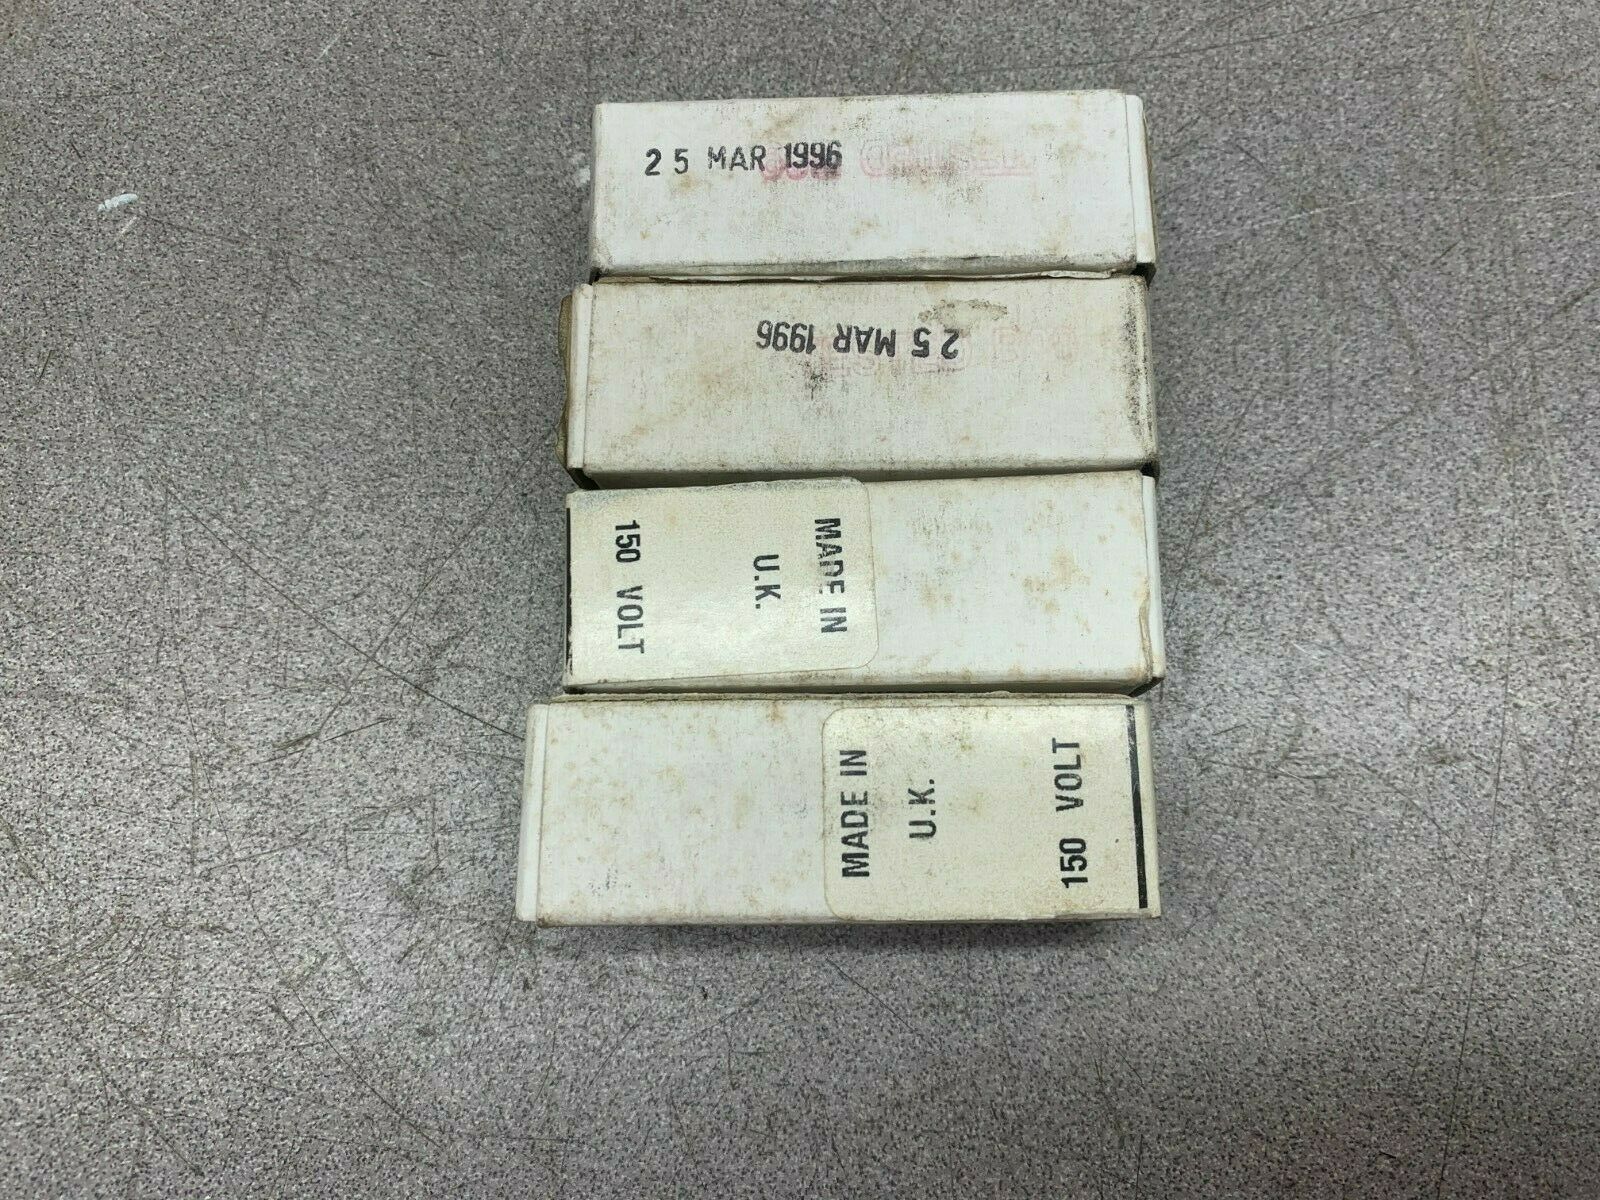 25 MAR 1996
25 MAR 1996
MADE IN
U.K.
150 VOLT
MADE IN
U.K.
150 VOLT